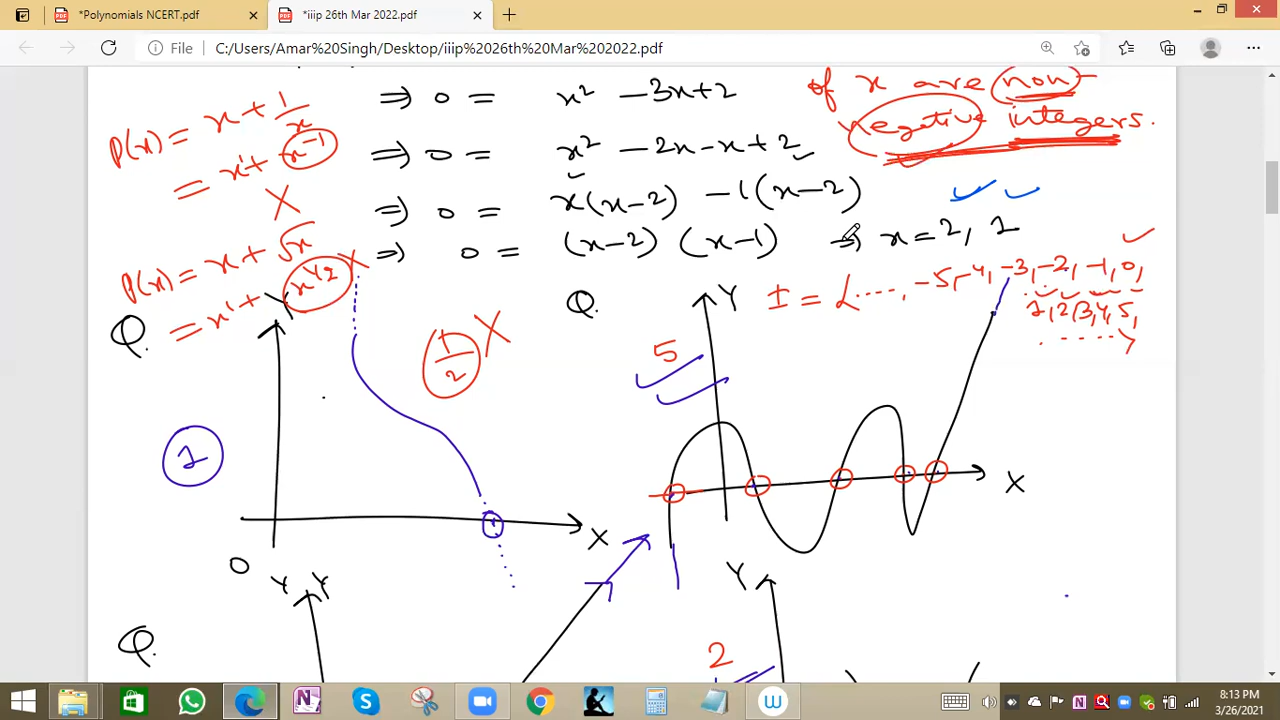 *Polynomials NCERT.pdf
*iiip 26th Mar 2022.pdf
File
C:/Users/Amar%20Singh/Desktop/iiip%2026th%20Mar%202022.pdf
⇒ 0 = x² - 3x + 2
of x are non-
negative integers.
P(x) = x + 1/x
= x¹ + x⁻¹
X
⇒ 0 = x² - 2x - x + 2
⇒ 0 = x(x-2) - 1(x-2)
⇒ 0 = (x-2) (x-1) ⇒ x = 2, 1
P(x) = x + √x
= x¹ + x^1/2 X
I = {...., -5, -4, -3, -2, -1, 0,
1, 2, 3, 4, 5,
.....}
Q.
Y
1/2 X
1
X
O
Q.
Y
5
X
Q.
Y Y
Y
2
8:13 PM
3/26/2021